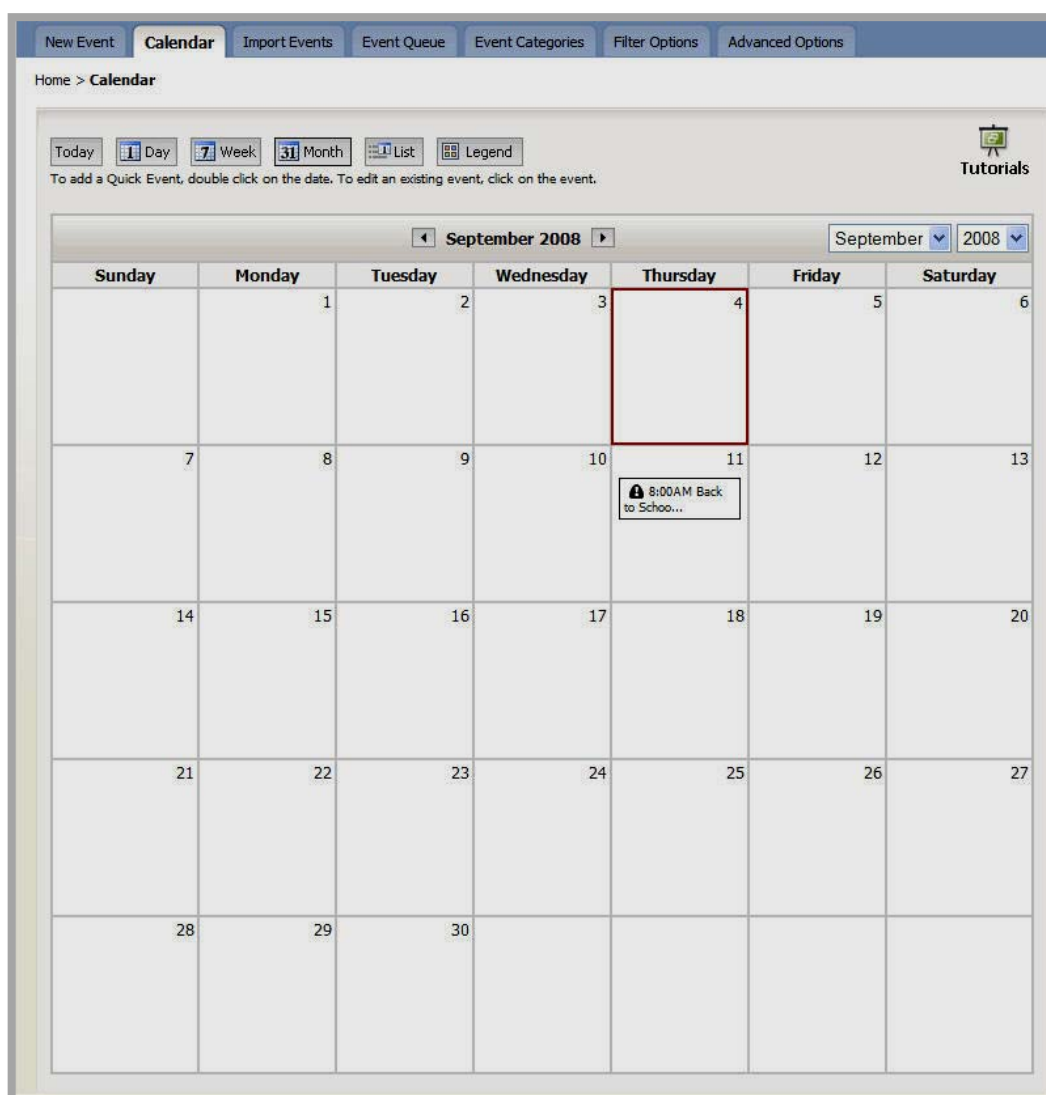 New Event Calendar Import Events Event Queue Event Categories Filter Options Advanced Options
Home > Calendar
Today 1 Day 7 Week 31 Month List Legend
Tutorials
To add a Quick Event, double click on the date. To edit an existing event, click on the event.
September 2008 September 2008
Sunday Monday Tuesday Wednesday Thursday Friday Saturday
1 2 3 4 5 6
7 8 9 10 11 12 13
8:00AM Back
to Schoo...
14 15 16 17 18 19 20
21 22 23 24 25 26 27
28 29 30